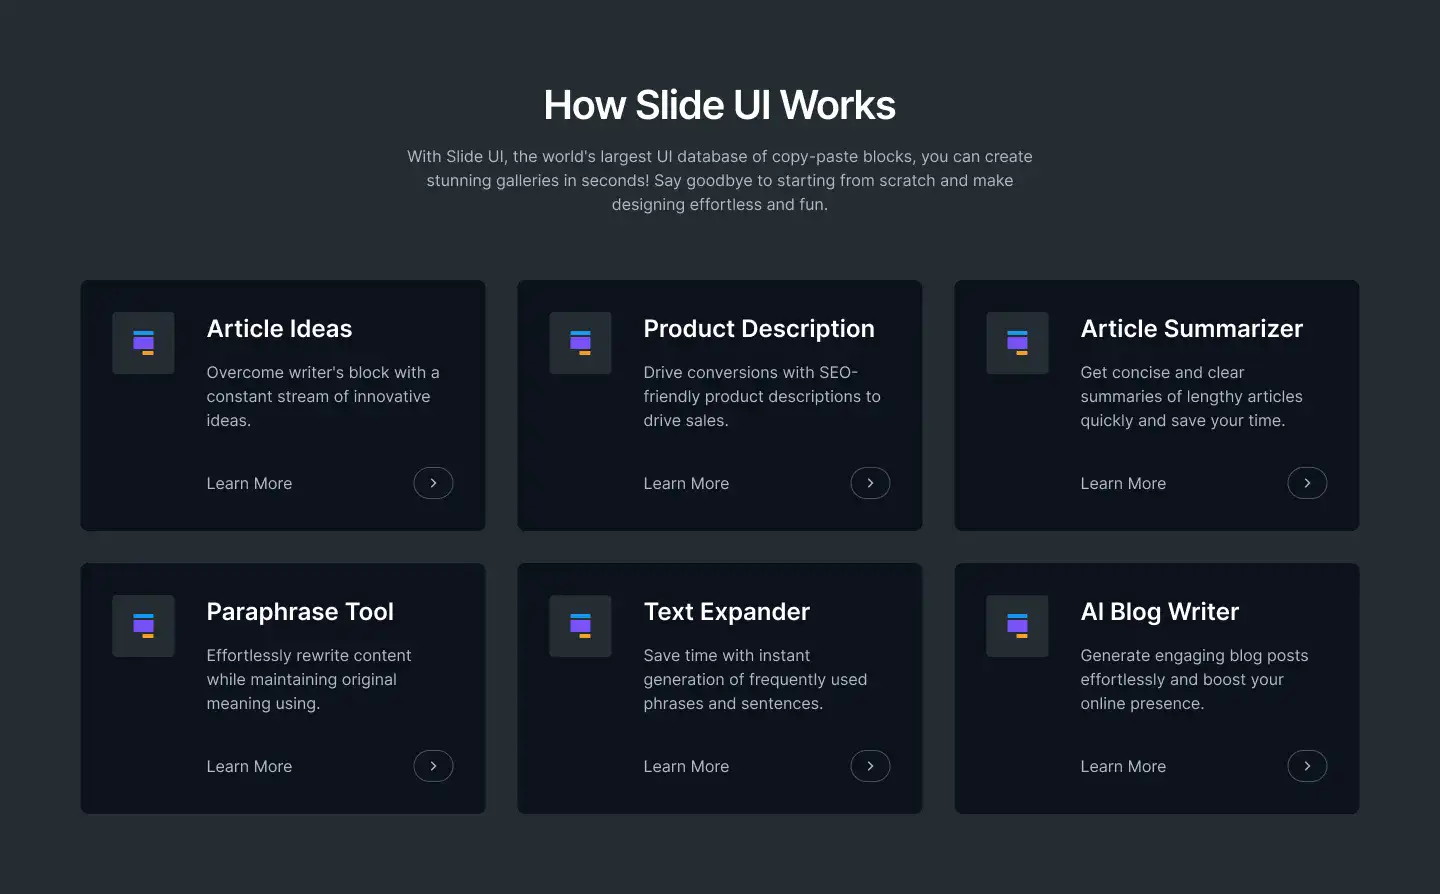 How Slide UI Works
With Slide UI, the world's largest UI database of copy-paste blocks, you can create
stunning galleries in seconds! Say goodbye to starting from scratch and make
designing effortless and fun.
Article Ideas
Overcome writer's block with a
constant stream of innovative
ideas.
Learn More
Product Description
Drive conversions with SEO-
friendly product descriptions to
drive sales.
Learn More
Article Summarizer
Get concise and clear
summaries of lengthy articles
quickly and save your time.
Learn More
Paraphrase Tool
Effortlessly rewrite content
while maintaining original
meaning using.
Learn More
Text Expander
Save time with instant
generation of frequently used
phrases and sentences.
Learn More
AI Blog Writer
Generate engaging blog posts
effortlessly and boost your
online presence.
Learn More